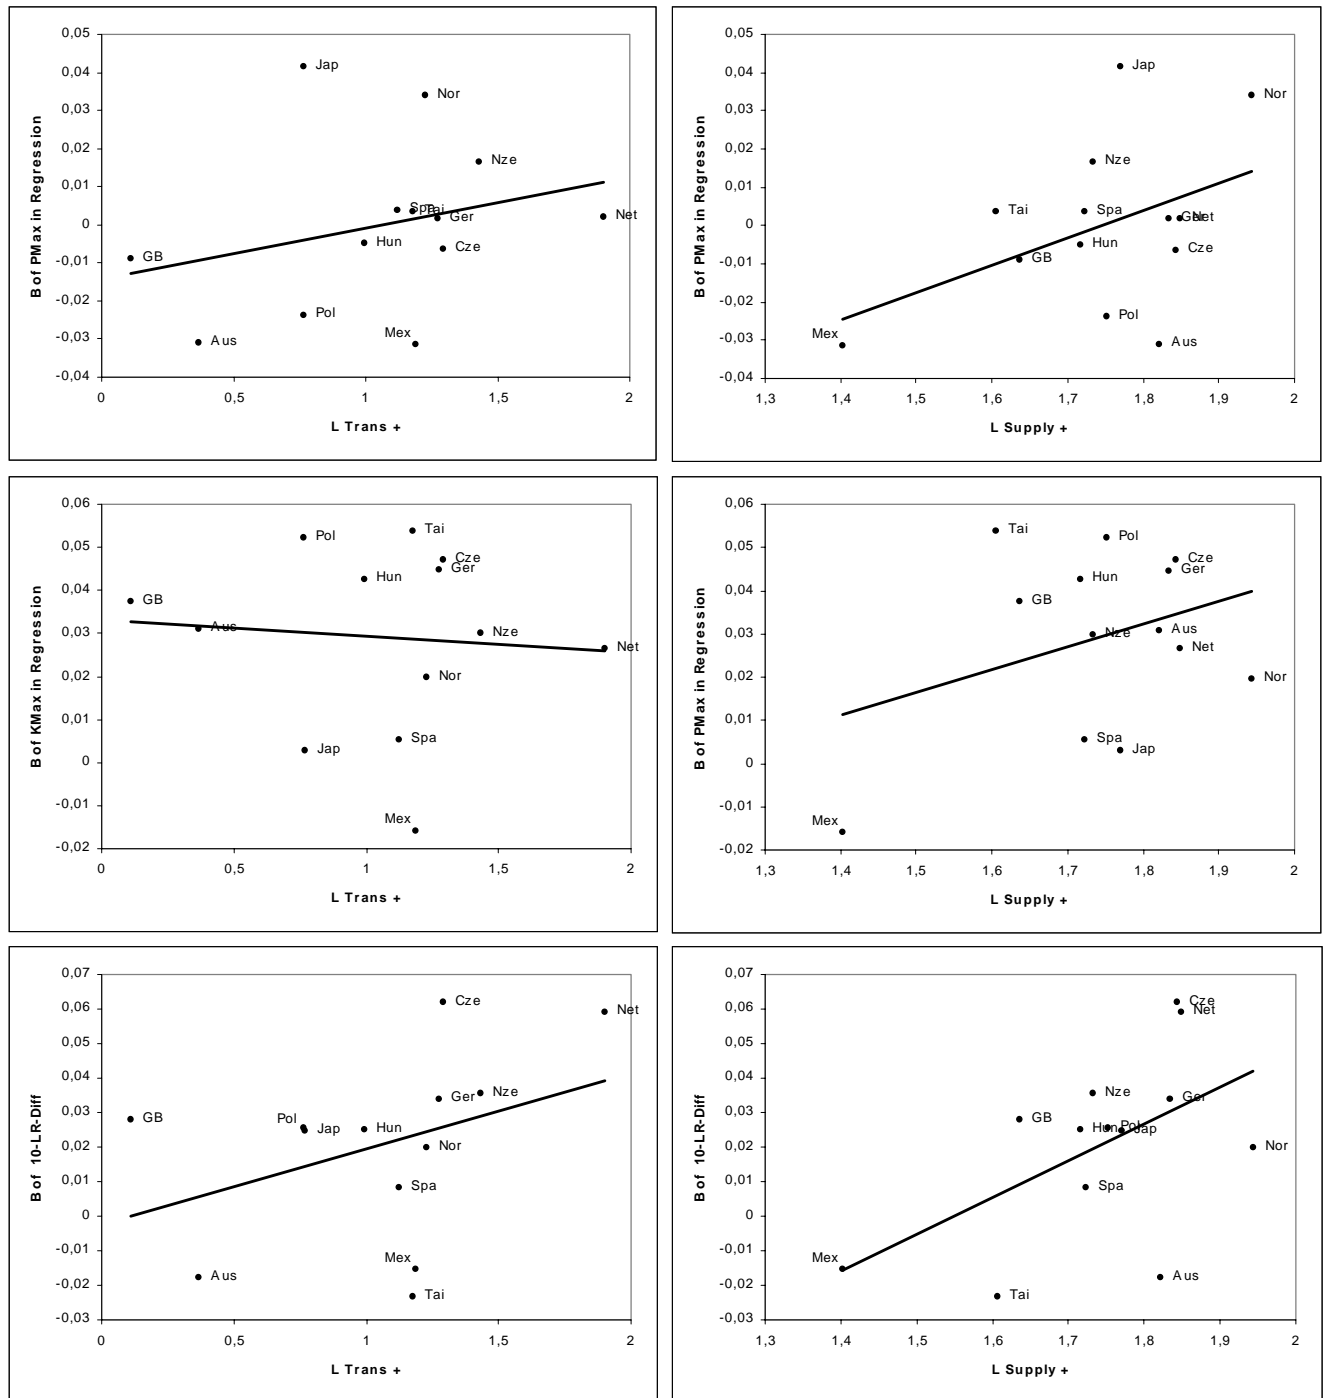 0,05
0,04
0,03
0,02
0,01
0
-0,01
-0,02
-0,03
-0,04
B of PMax in Regression
Jap
Nor
Nze
Spa
Tai
Ger
Net
Hun
Cze
GB
Pol
Mex
Aus
0 0,5 1 1,5 2
L Trans +
0,05
0,04
0,03
0,02
0,01
0
-0,01
-0,02
-0,03
-0,04
B of PMax in Regression
Jap
Nor
Nze
Tai
Spa
Ger
Net
Hun
Cze
GB
Pol
Mex
Aus
1,3 1,4 1,5 1,6 1,7 1,8 1,9 2
L Supply +
0,06
0,05
0,04
0,03
0,02
0,01
0
-0,01
-0,02
B of KMax in Regression
Pol
Tai
Cze
Ger
Hun
GB
Aus
Nze
Net
Nor
Jap
Spa
Mex
0 0,5 1 1,5 2
L Trans +
0,06
0,05
0,04
0,03
0,02
0,01
0
-0,01
-0,02
B of PMax in Regression
Tai
Pol
Cze
Ger
Hun
GB
Nze
Aus
Net
Nor
Spa
Jap
Mex
1,3 1,4 1,5 1,6 1,7 1,8 1,9 2
L Supply +
0,07
0,06
0,05
0,04
0,03
0,02
0,01
0
-0,01
-0,02
-0,03
B of 10-LR-Diff
Cze
Net
Ger
Nze
GB
Pol
Jap
Hun
Nor
Spa
Mex
Aus
Tai
0 0,5 1 1,5 2
L Trans +
0,07
0,06
0,05
0,04
0,03
0,02
0,01
0
-0,01
-0,02
-0,03
B of 10-LR-Diff
Cze
Net
Nze
Ger
GB
Hun
Pol
Jap
Nor
Spa
Mex
Aus
Tai
1,3 1,4 1,5 1,6 1,7 1,8 1,9 2
L Supply +